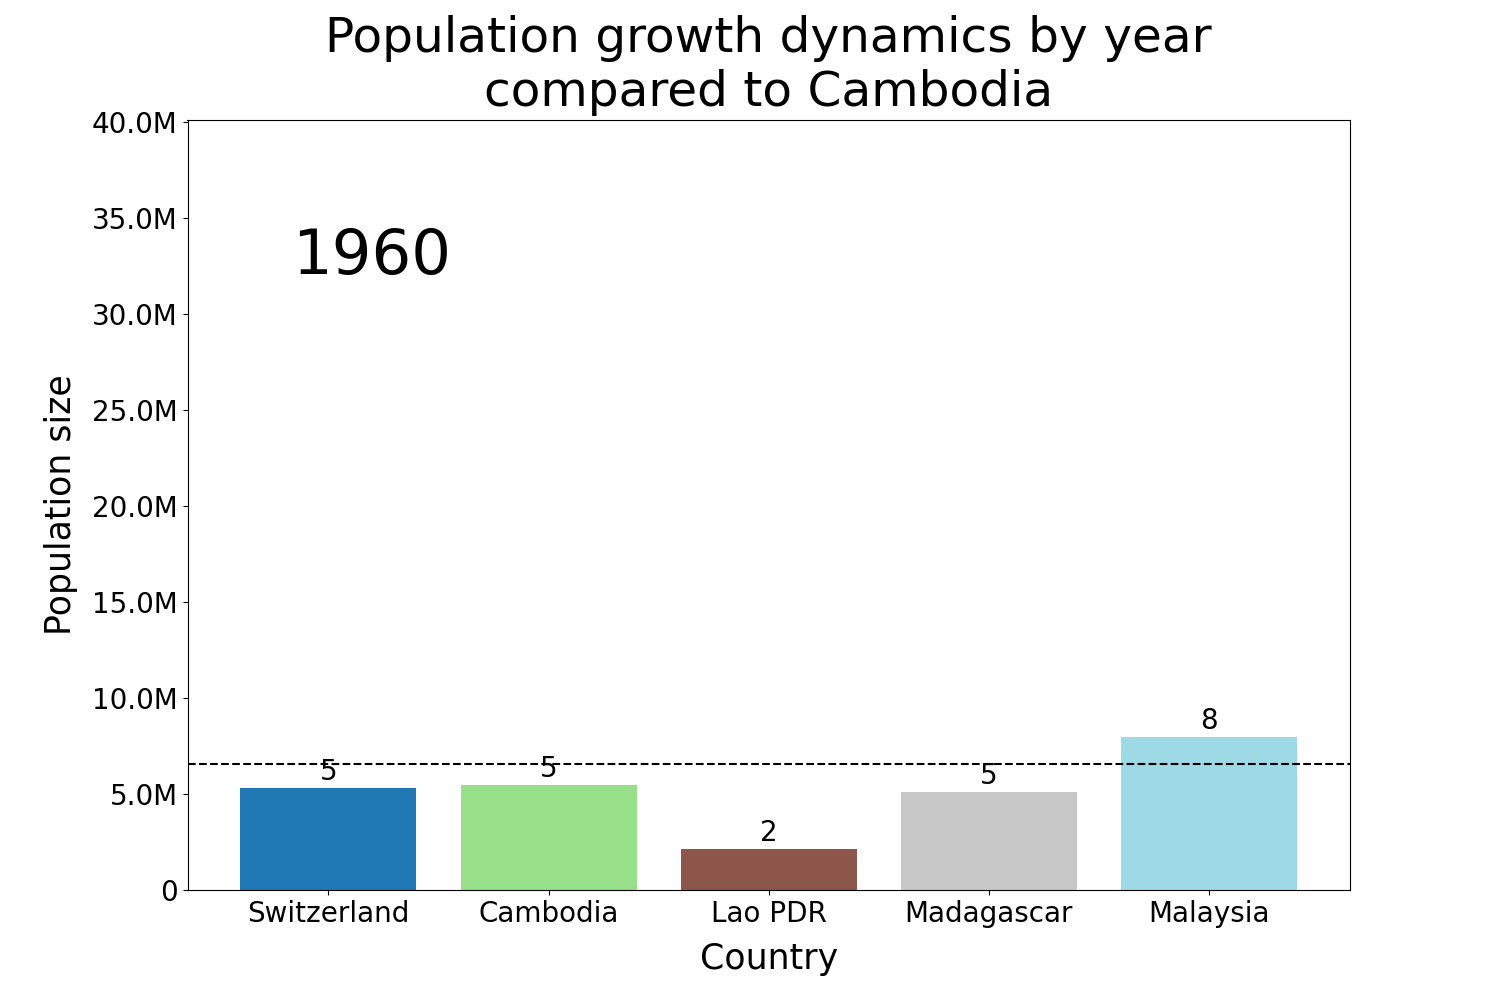 Population growth dynamics by year
compared to Cambodia
40.0M
35.0M
1960
30.0M
25.0M
Population size
20.0M
15.0M
10.0M
8
5
5
5
5.0M
2
0
Switzerland Cambodia Lao PDR Madagascar Malaysia
Country